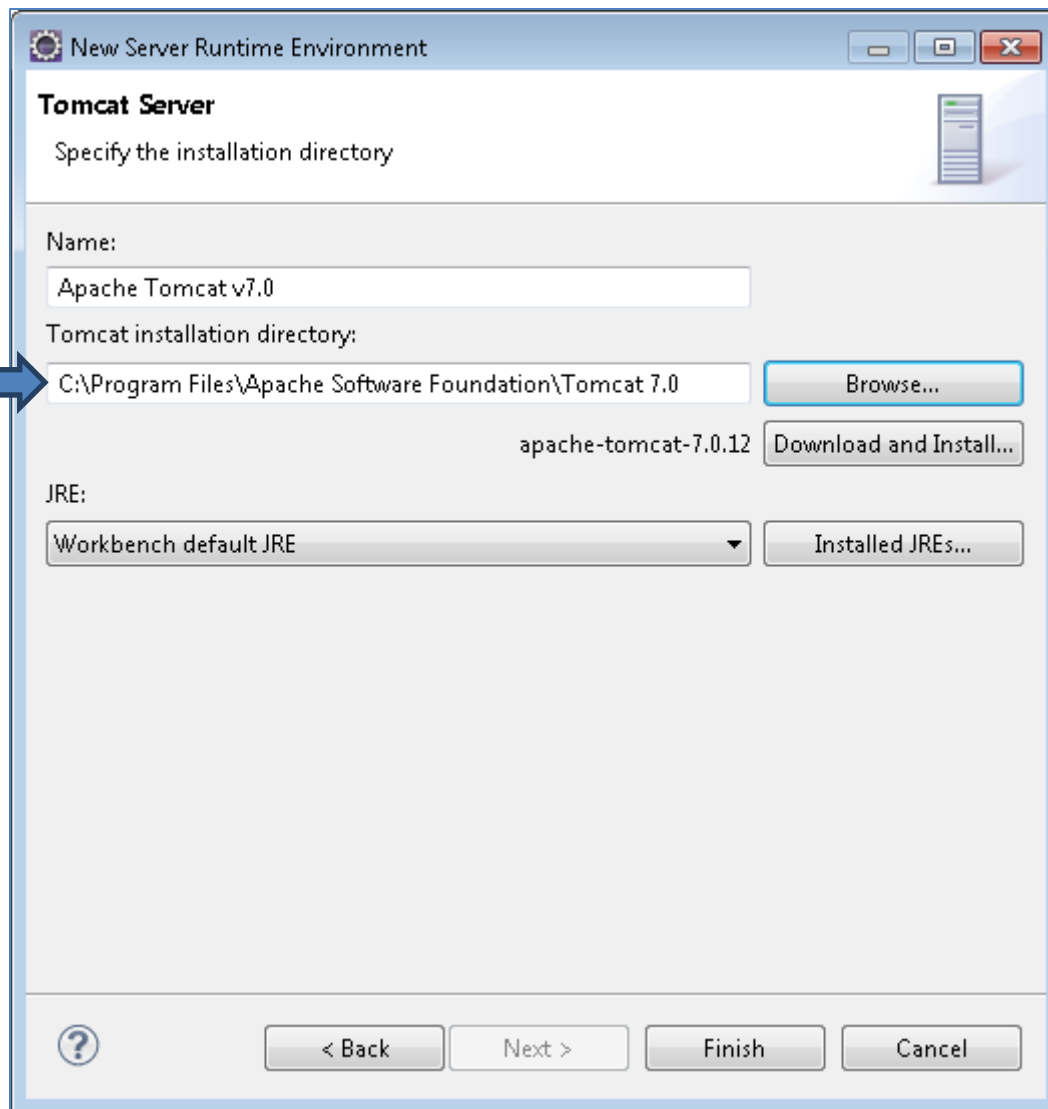 New Server Runtime Environment
Tomcat Server
Specify the installation directory
Name:
Apache Tomcat v7.0
Tomcat installation directory:
C:\Program Files\Apache Software Foundation\Tomcat 7.0 Browse...
apache-tomcat-7.0.12 Download and Install...
JRE:
Workbench default JRE Installed JREs...
? < Back Next > Finish Cancel